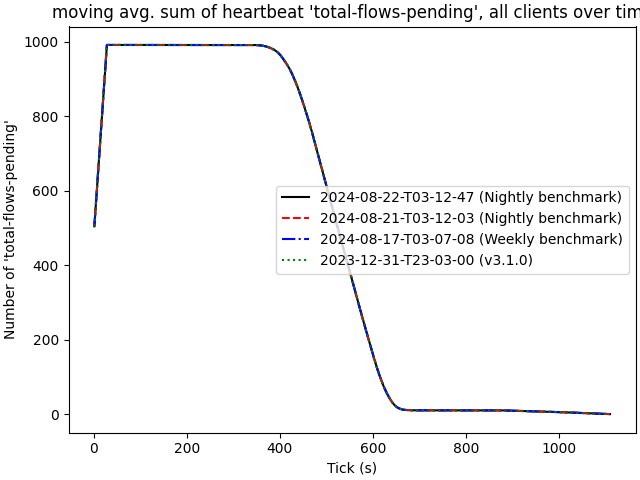 moving avg. sum of heartbeat 'total-flows-pending', all clients over tim
1000
800
600
400
200
0
Number of 'total-flows-pending'
2024-08-22-T03-12-47 (Nightly benchmark)
2024-08-21-T03-12-03 (Nightly benchmark)
2024-08-17-T03-07-08 (Weekly benchmark)
2023-12-31-T23-03-00 (v3.1.0)
0 200 400 600 800 1000
Tick (s)